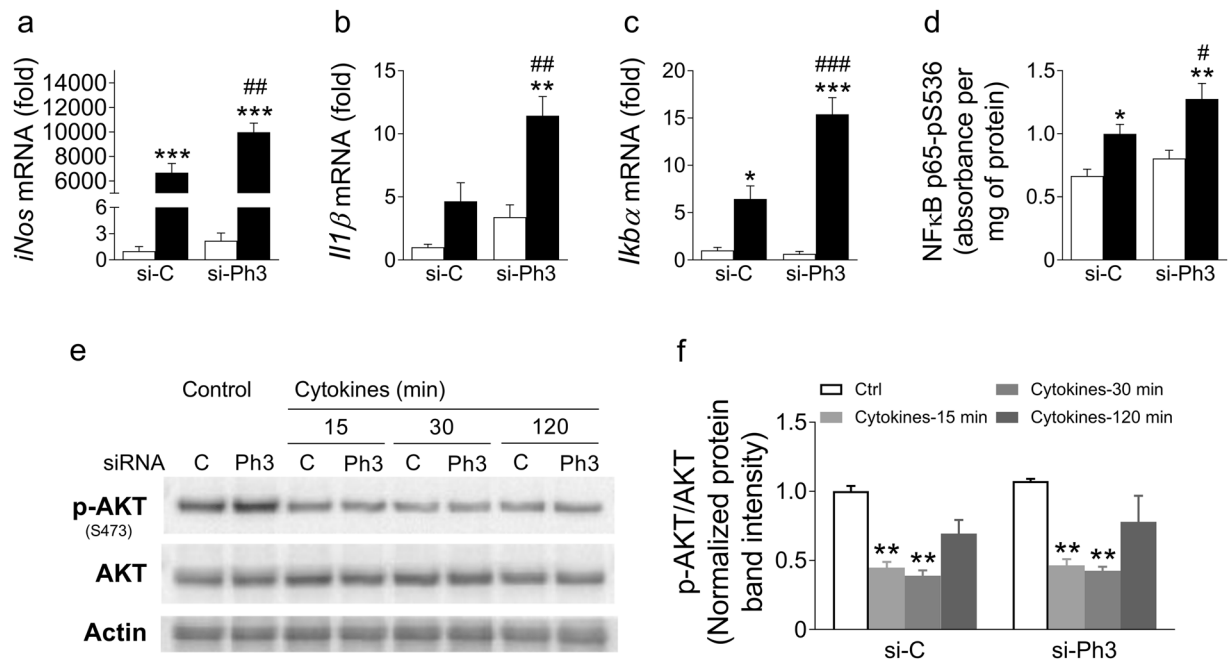 a
iNos mRNA (fold)
14000
12000
10000
8000
6000
6
3
0
***
##
***
si-C
si-Ph3
b
Il1β mRNA (fold)
15
10
5
0
##
**
si-C
si-Ph3
c
Ikbα mRNA (fold)
20
15
10
5
0
*
###
***
si-C
si-Ph3
d
NFκB p65-pS536
(absorbance per
mg of protein)
1.5
1.0
0.5
0
*
#
**
si-C
si-Ph3
e
Control
Cytokines (min)
15
30
120
siRNA C Ph3 C Ph3 C Ph3 C Ph3
p-AKT
(S473)
AKT
Actin
f
Ctrl
Cytokines-15 min
Cytokines-30 min
Cytokines-120 min
p-AKT/AKT
(Normalized protein
band intensity)
1.5
1.0
0.5
0
** **
** **
si-C
si-Ph3